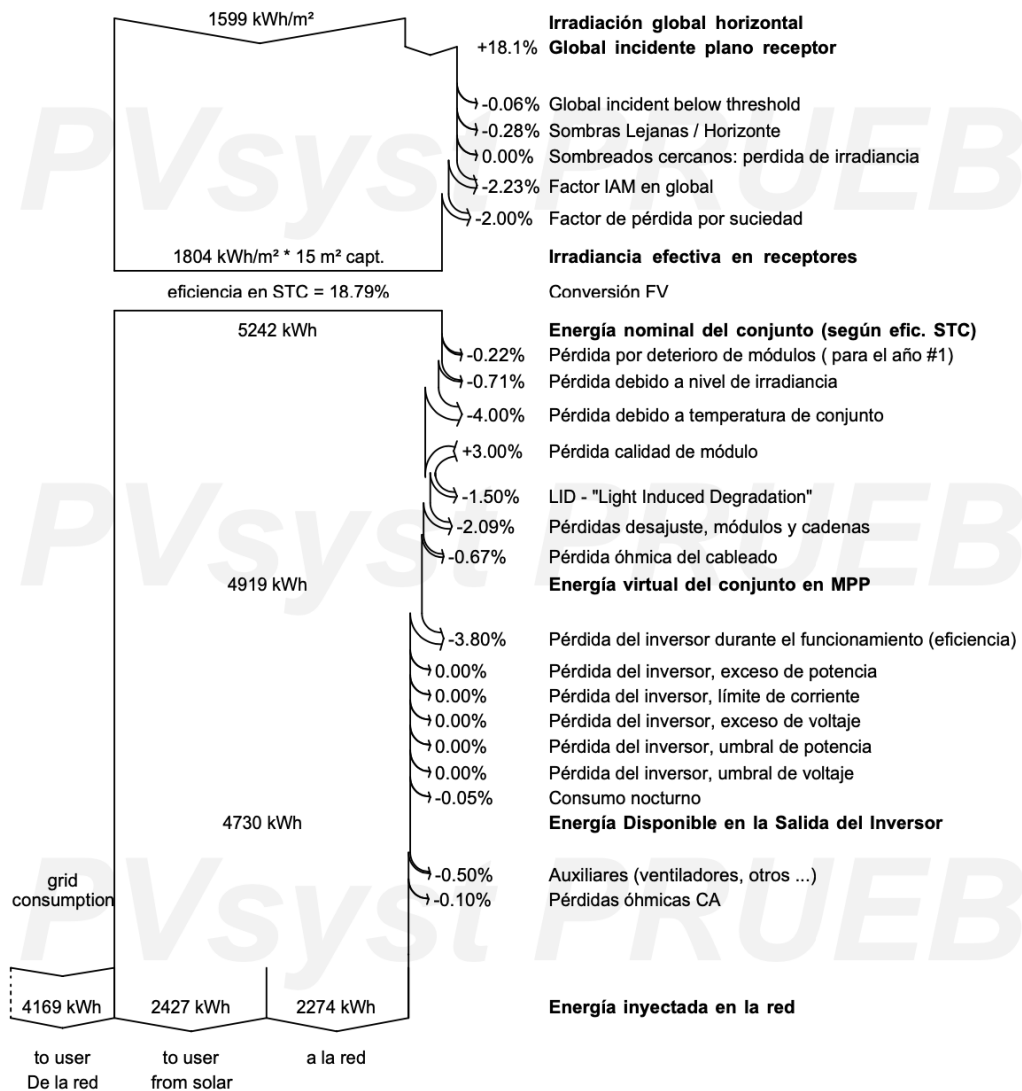 1599 kWh/m² Irradiación global horizontal
+18.1% Global incidente plano receptor
-0.06% Global incident below threshold
-0.28% Sombras Lejanas / Horizonte
0.00% Sombreados cercanos: perdida de irradiancia
-2.23% Factor IAM en global
-2.00% Factor de pérdida por suciedad
1804 kWh/m² * 15 m² capt. Irradiancia efectiva en receptores
eficiencia en STC = 18.79% Conversión FV
5242 kWh Energía nominal del conjunto (según efic. STC)
-0.22% Pérdida por deterioro de módulos ( para el año #1)
-0.71% Pérdida debido a nivel de irradiancia
-4.00% Pérdida debido a temperatura de conjunto
+3.00% Pérdida calidad de módulo
-1.50% LID - "Light Induced Degradation"
-2.09% Pérdidas desajuste, módulos y cadenas
-0.67% Pérdida óhmica del cableado
4919 kWh Energía virtual del conjunto en MPP
-3.80% Pérdida del inversor durante el funcionamiento (eficiencia)
0.00% Pérdida del inversor, exceso de potencia
0.00% Pérdida del inversor, límite de corriente
0.00% Pérdida del inversor, exceso de voltaje
0.00% Pérdida del inversor, umbral de potencia
0.00% Pérdida del inversor, umbral de voltaje
-0.05% Consumo nocturno
4730 kWh Energía Disponible en la Salida del Inversor
-0.50% Auxiliares (ventiladores, otros ...)
grid
consumption
-0.10% Pérdidas óhmicas CA
4169 kWh 2427 kWh 2274 kWh Energía inyectada en la red
to user to user a la red
De la red from solar
PVsyst PRUEB
PVsyst PRUEB
PVsyst PRUEB